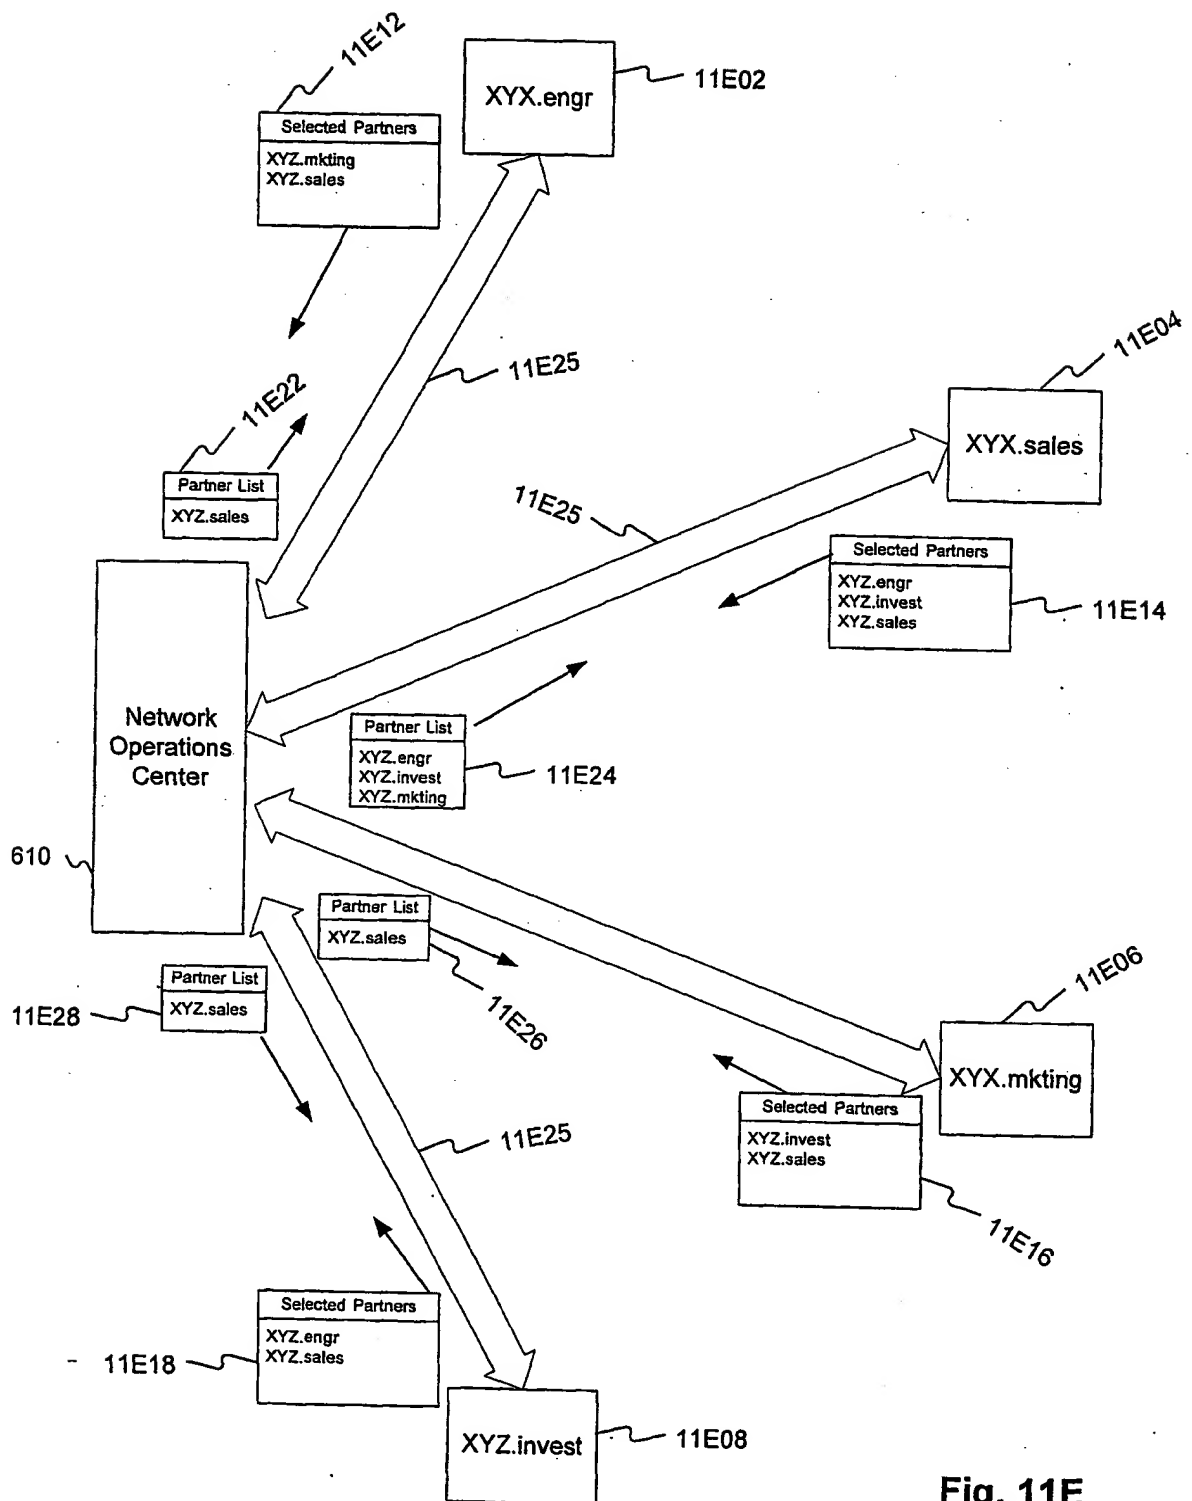 11E12
XYX.engr
11E02
Selected Partners
XYZ.mkting
XYZ.sales
11E25
11E22
Partner List
XYZ.sales
11E04
XYX.sales
11E25
Selected Partners
XYZ.engr
XYZ.invest
XYZ.sales
11E14
Network
Operations
Center
610
Partner List
XYZ.engr
XYZ.invest
XYZ.mkting
11E24
Partner List
XYZ.sales
11E26
Partner List
XYZ.sales
11E28
11E06
XYX.mkting
Selected Partners
XYZ.invest
XYZ.sales
11E16
11E25
Selected Partners
XYZ.engr
XYZ.sales
11E18
XYZ.invest
11E08
Fig. 11E